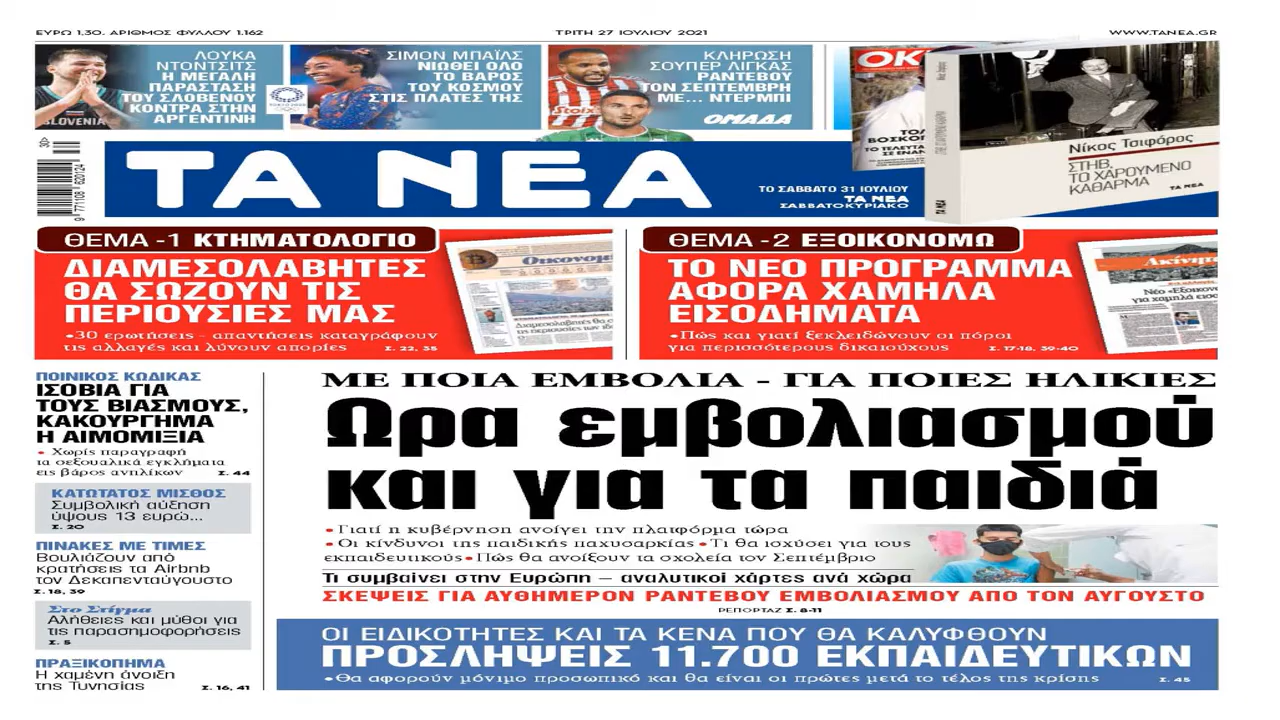 ΕΥΡΩ 1,30. ΑΡΙΘΜΟΣ ΦΥΛΛΟΥ 1.162
ΤΡΙΤΗ 27 ΙΟΥΛΙΟΥ 2021
WWW.TANEA.GR
ΛΟΥΚΑ
ΝΤΟΝΤΣΙΤΣ
Η ΜΕΓΑΛΗ
ΠΑΡΑΣΤΑΣΗ
ΤΟΥ ΣΛΟΒΕΝΟΥ
ΚΟΝΤΡΑ ΣΤΗΝ
ΑΡΓΕΝΤΙΝΗ
SLOVENIA
ΣΙΜΟΝ ΜΠΑΪΛΣ
ΝΙΩΘΕΙ ΟΛΟ
ΤΟ ΒΑΡΟΣ
ΤΟΥ ΚΟΣΜΟΥ
ΣΤΙΣ ΠΛΑΤΕΣ ΤΗΣ
ΚΛΗΡΩΣΗ
ΣΟΥΠΕΡ ΛΙΓΚΑΣ
ΡΑΝΤΕΒΟΥ
ΤΟΝ ΣΕΠΤΕΜΒΡΗ
ΜΕ... ΝΤΕΡΜΠΙ
ΟΜΑΔΑ
ΟΚ
Νίκος Τσιφόρος
ΣΤΗΒ,
ΤΟ ΧΑΡΟΥΜΕΝΟ
ΚΑΘΑΡΜΑ
ΤΑ ΝΕΑ
ΤΑ ΝΕΑ
ΤΟ ΣΑΒΒΑΤΟ 31 ΙΟΥΛΙΟΥ
ΤΑ ΝΕΑ
ΣΑΒΒΑΤΟΚΥΡΙΑΚΟ
9 771108 620124
30>
ΘΕΜΑ -1 ΚΤΗΜΑΤΟΛΟΓΙΟ
ΔΙΑΜΕΣΟΛΑΒΗΤΕΣ
ΘΑ ΣΩΖΟΥΝ ΤΙΣ
ΠΕΡΙΟΥΣΙΕΣ ΜΑΣ
•30 ερωτήσεις - απαντήσεις καταγράφουν
τις αλλαγές και λύνουν απορίες Σ. 22, 35
ΘΕΜΑ -2 ΕΞΟΙΚΟΝΟΜΩ
ΤΟ ΝΕΟ ΠΡΟΓΡΑΜΜΑ
ΑΦΟΡΑ ΧΑΜΗΛΑ
ΕΙΣΟΔΗΜΑΤΑ
•Πώς και γιατί ξεκλειδώνουν οι πόροι
για περισσότερους δικαιούχους Σ. 17-18, 39-40
ΠΟΙΝΙΚΟΣ ΚΩΔΙΚΑΣ
ΙΣΟΒΙΑ ΓΙΑ
ΤΟΥΣ ΒΙΑΣΜΟΥΣ,
ΚΑΚΟΥΡΓΗΜΑ
Η ΑΙΜΟΜΙΞΙΑ
• Χωρίς παραγραφή
τα σεξουαλικά εγκλήματα
εις βάρος ανηλίκων Σ. 44
ΚΑΤΩΤΑΤΟΣ ΜΙΣΘΟΣ
Συμβολική αύξηση
ύψους 13 ευρώ...
Σ. 20
ΠΙΝΑΚΕΣ ΜΕ ΤΙΜΕΣ
Βουλιάζουν από
κρατήσεις τα Airbnb
τον Δεκαπενταύγουστο
Σ. 18, 39
Στο Στίγμα
Αλήθειες και μύθοι για
τις παρασημοφορήσεις
Σ. 5
ΠΡΑΞΙΚΟΠΗΜΑ
Η χαμένη άνοιξη
της Τυνησίας Σ. 16, 41
ΜΕ ΠΟΙΑ ΕΜΒΟΛΙΑ - ΓΙΑ ΠΟΙΕΣ ΗΛΙΚΙΕΣ
Ώρα εμβολιασμού
και για τα παιδιά
•Γιατί η κυβέρνηση ανοίγει την πλατφόρμα τώρα
•Οι κίνδυνοι της παιδικής παχυσαρκίας •Τι θα ισχύσει για τους
εκπαιδευτικούς •Πώς θα ανοίξουν τα σχολεία τον Σεπτέμβριο
Τι συμβαίνει στην Ευρώπη – αναλυτικοί χάρτες ανά χώρα
ΣΚΕΨΕΙΣ ΓΙΑ ΑΥΘΗΜΕΡΟΝ ΡΑΝΤΕΒΟΥ ΕΜΒΟΛΙΑΣΜΟΥ ΑΠΟ ΤΟΝ ΑΥΓΟΥΣΤΟ
ΡΕΠΟΡΤΑΖ Σ. 8-11
ΟΙ ΕΙΔΙΚΟΤΗΤΕΣ ΚΑΙ ΤΑ ΚΕΝΑ ΠΟΥ ΘΑ ΚΑΛΥΦΘΟΥΝ
ΠΡΟΣΛΗΨΕΙΣ 11.700 ΕΚΠΑΙΔΕΥΤΙΚΩΝ
•Θα αφορούν μόνιμο προσωπικό και θα είναι οι πρώτες μετά το τέλος της κρίσης Σ. 45